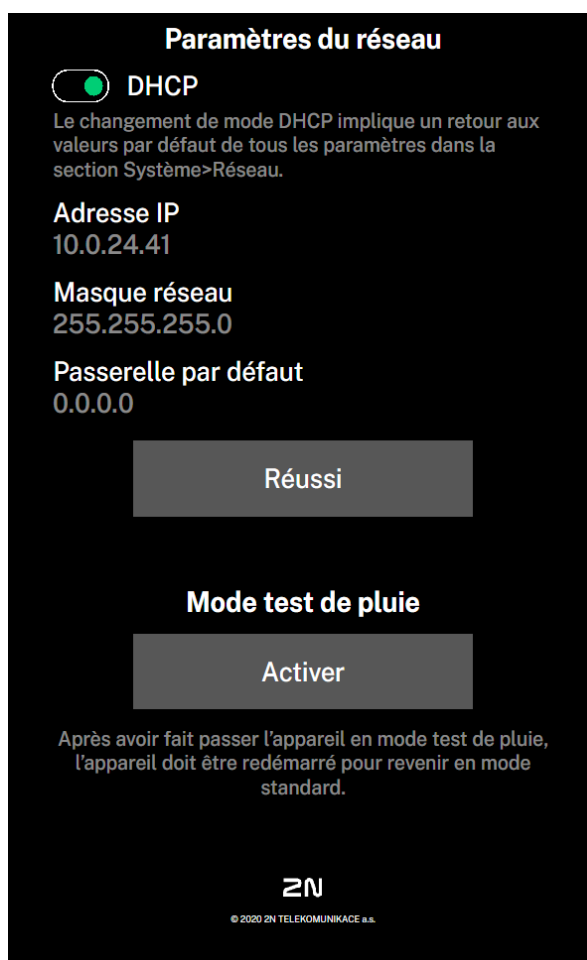 Paramètres du réseau
DHCP
Le changement de mode DHCP implique un retour aux
valeurs par défaut de tous les paramètres dans la
section Système>Réseau.
Adresse IP
10.0.24.41
Masque réseau
255.255.255.0
Passerelle par défaut
0.0.0.0
Réussi
Mode test de pluie
Activer
Après avoir fait passer l’appareil en mode test de pluie,
l’appareil doit être redémarré pour revenir en mode
standard.
2N
© 2020 2N TELEKOMUNIKACE a.s.